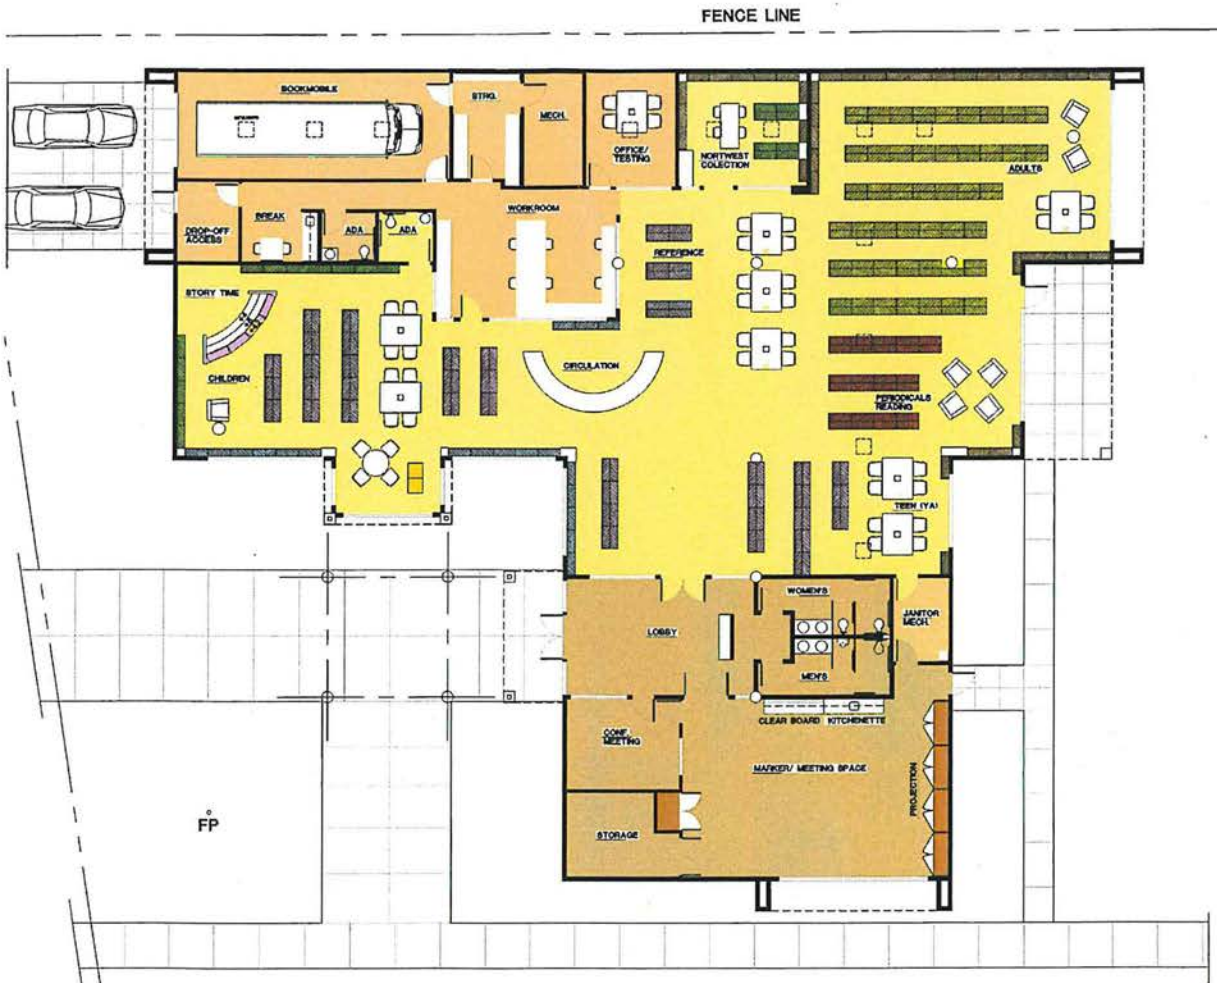 FENCE LINE
BOOKMOBILE
STRG.
MECH.
OFFICE/
TESTING
NORTWEST
COLECTION
ADULTS
DROP-OFF
ACCESS
BREAK
ADA
ADA
WORKROOM
REFERENCE
STORY TIME
CHILDREN
CIRCULATION
PERIODICALS
READING
TEEN (YA)
WOMEN'S
JANITOR
MECH.
LOBBY
MEN'S
CLEAR BOARD
KITCHENETTE
CONF.
MEETING
MARKER/ MEETING SPACE
PROJECTION
STORAGE
FP